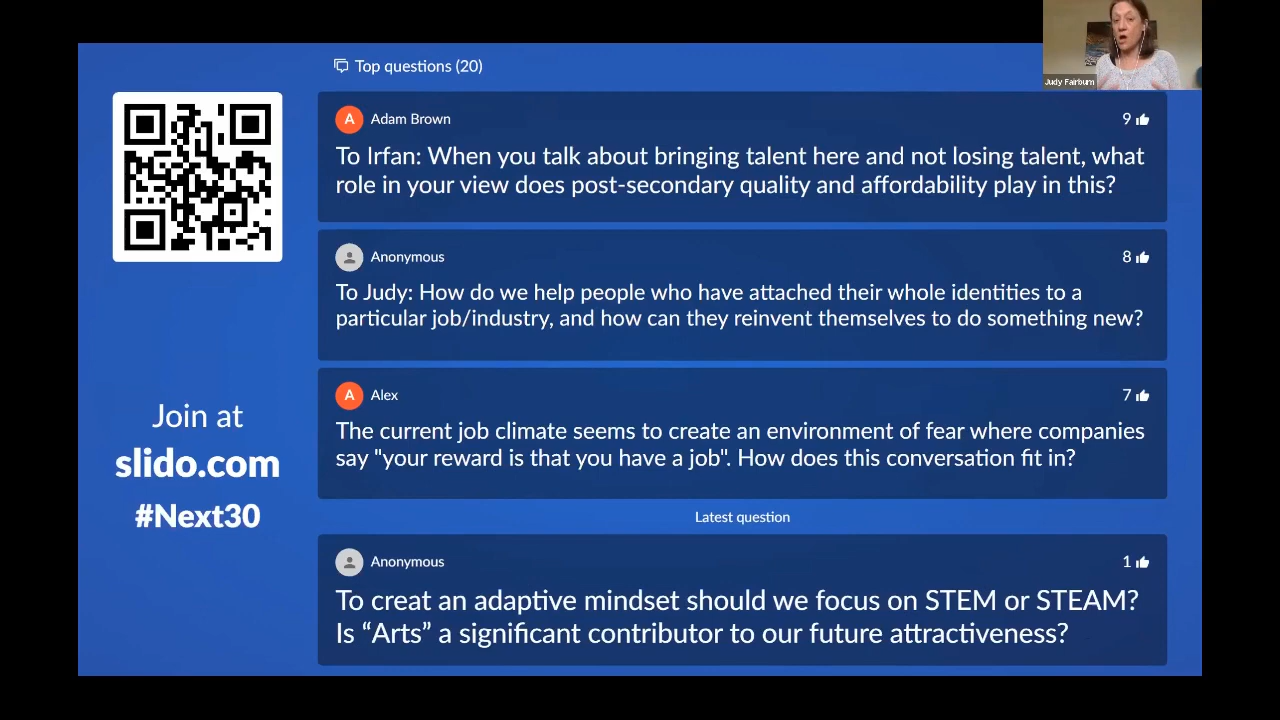 Top questions (20)
Judy Fairburn
A Adam Brown 9
To Irfan: When you talk about bringing talent here and not losing talent, what
role in your view does post-secondary quality and affordability play in this?
Anonymous 8
To Judy: How do we help people who have attached their whole identities to a
particular job/industry, and how can they reinvent themselves to do something new?
A Alex 7
The current job climate seems to create an environment of fear where companies
say "your reward is that you have a job". How does this conversation fit in?
Join at
slido.com
#Next30
Latest question
Anonymous 1
To creat an adaptive mindset should we focus on STEM or STEAM?
Is “Arts” a significant contributor to our future attractiveness?